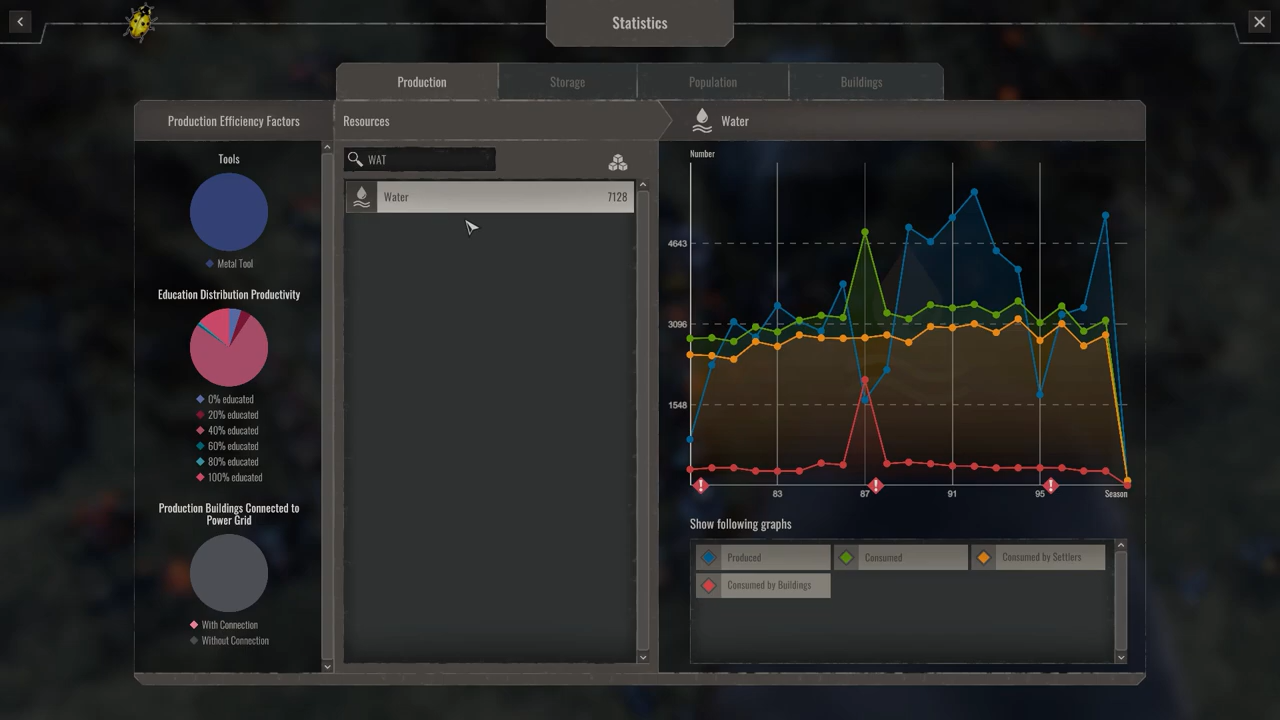 Statistics
Production
Storage
Population
Buildings
Production Efficiency Factors
Tools
Metal Tool
Education Distribution Productivity
0% educated
20% educated
40% educated
60% educated
80% educated
100% educated
Production Buildings Connected to
Power Grid
With Connection
Without Connection
Resources
WAT
Water
7128
Water
Number
4643
3096
1548
83
87
91
95
Season
Show following graphs
Produced
Consumed
Consumed by Settlers
Consumed by Buildings